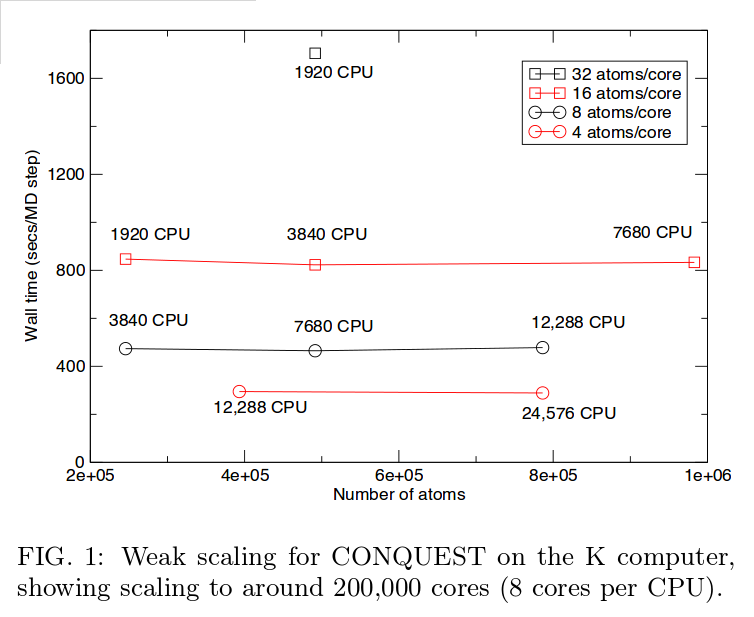 1600
1200
800
400
0
Wall time (secs/MD step)
1920 CPU
32 atoms/core
16 atoms/core
8 atoms/core
4 atoms/core
1920 CPU
3840 CPU
7680 CPU
3840 CPU
7680 CPU
12,288 CPU
12,288 CPU
24,576 CPU
2e+05
4e+05
6e+05
8e+05
1e+06
Number of atoms
FIG. 1: Weak scaling for CONQUEST on the K computer,
showing scaling to around 200,000 cores (8 cores per CPU).